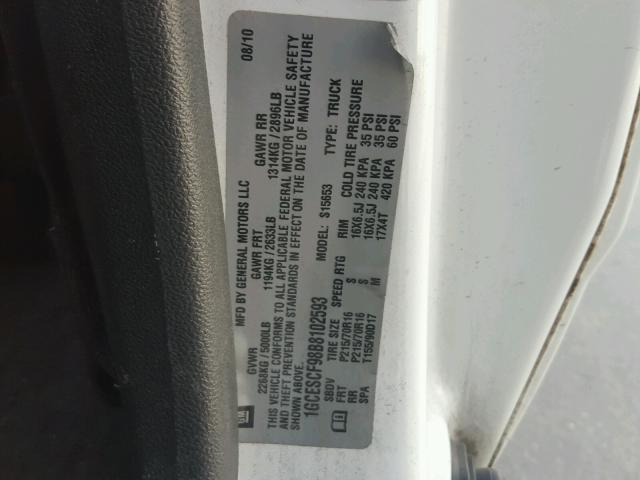 GM MFD BY GENERAL MOTORS LLC 08/10
GVWR GAWR FRT GAWR RR
2268KG/5000LB 1194KG/2633LB 1314KG/2896LB
THIS VEHICLE CONFORMS TO ALL APPLICABLE FEDERAL MOTOR VEHICLE SAFETY
AND THEFT PREVENTION STANDARDS IN EFFECT ON THE DATE OF MANUFACTURE
SHOWN ABOVE.
1GCESCF98B8102593 MODEL: S15653 TYPE: TRUCK
SBDV TIRE SIZE SPEED RTG RIM COLD TIRE PRESSURE
FRT P215/70R16 S 16X6.5J 240 KPA 35 PSI
RR P215/70R16 S 16X6.5J 240 KPA 35 PSI
SPA T155/90D17 M 17X4T 420 KPA 60 PSI